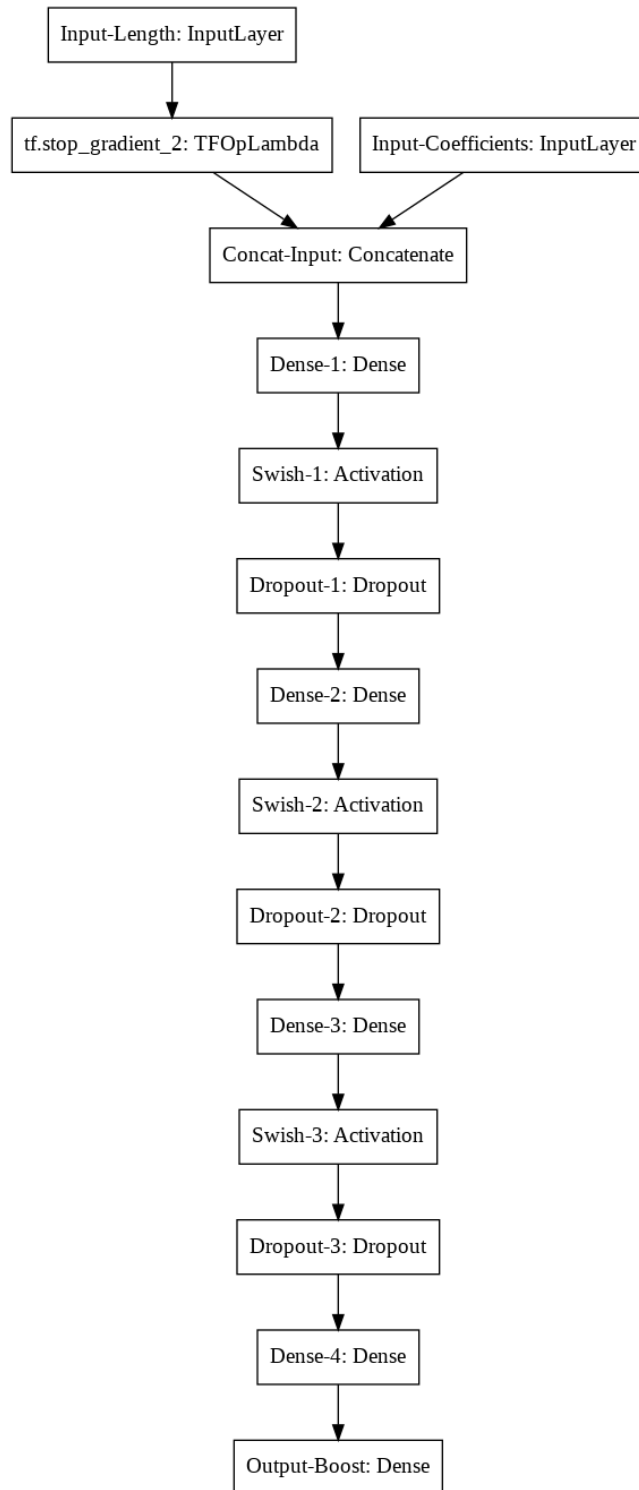 Input-Length: InputLayer
tf.stop_gradient_2: TFOpLambda
Input-Coefficients: InputLayer
Concat-Input: Concatenate
Dense-1: Dense
Swish-1: Activation
Dropout-1: Dropout
Dense-2: Dense
Swish-2: Activation
Dropout-2: Dropout
Dense-3: Dense
Swish-3: Activation
Dropout-3: Dropout
Dense-4: Dense
Output-Boost: Dense